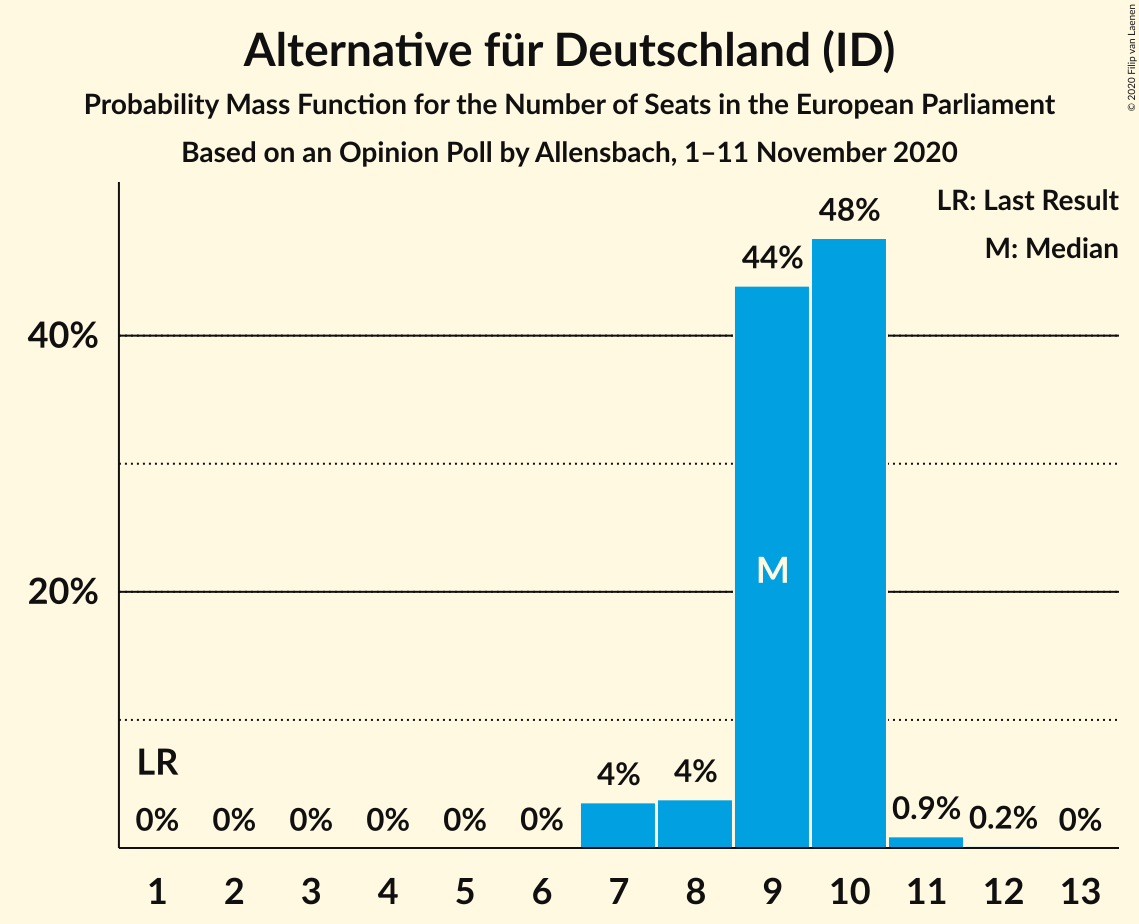 Alternative für Deutschland (ID)
Probability Mass Function for the Number of Seats in the European Parliament
Based on an Opinion Poll by Allensbach, 1–11 November 2020
© 2020 Filip van Laenen
LR: Last Result
M: Median
48%
44%
40%
M
20%
LR
4%
4%
0%
0%
0%
0%
0%
0%
0.9%
0.2%
0%
1 2 3 4 5 6 7 8 9 10 11 12 13